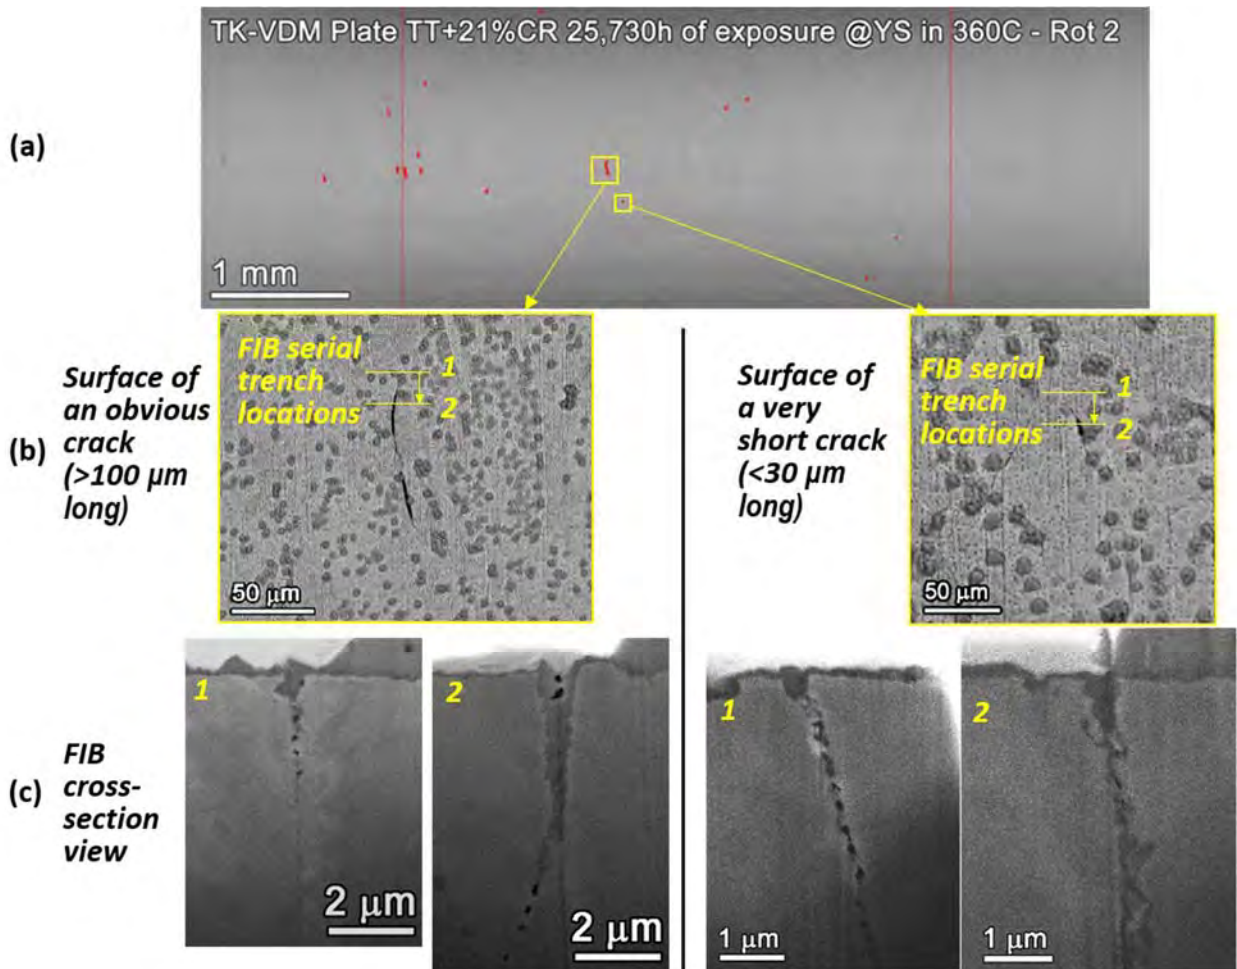 TK-VDM Plate TT+21%CR 25,730h of exposure @YS in 360C - Rot 2
(a)
1 mm
(b)
Surface of
an obvious
crack
(>100 μm
long)
FIB serial
trench
locations
1
2
50 μm
Surface of
a very
short crack
(<30 μm
long)
FIB serial
trench
locations
1
2
50 μm
(c)
FIB
cross-
section
view
1
2 μm
2
2 μm
1
1 μm
2
1 μm